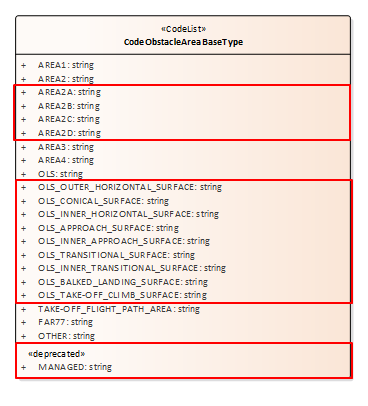 «CodeList»
CodeObstacleAreaBaseType
+ AREA1: string
+ AREA2: string
+ AREA2A: string
+ AREA2B: string
+ AREA2C: string
+ AREA2D: string
+ AREA3: string
+ AREA4: string
+ OLS: string
+ OLS_OUTER_HORIZONTAL_SURFACE: string
+ OLS_CONICAL_SURFACE: string
+ OLS_INNER_HORIZONTAL_SURFACE: string
+ OLS_APPROACH_SURFACE: string
+ OLS_INNER_APPROACH_SURFACE: string
+ OLS_TRANSITIONAL_SURFACE: string
+ OLS_INNER_TRANSITIONAL_SURFACE: string
+ OLS_BALKED_LANDING_SURFACE: string
+ OLS_TAKE-OFF_CLIMB_SURFACE: string
+ TAKE-OFF_FLIGHT_PATH_AREA: string
+ FAR77: string
+ OTHER: string
«deprecated»
+ MANAGED: string